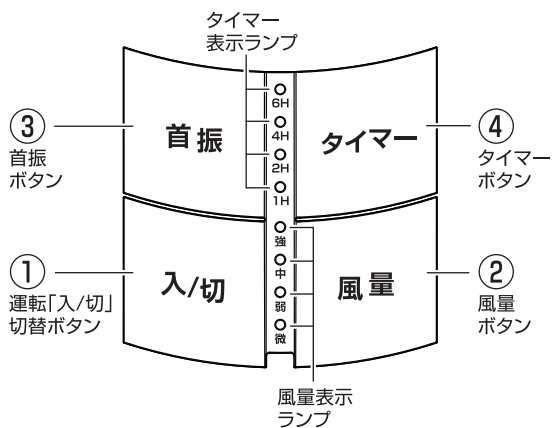 タイマー
表示ランプ
③
首振
ボタン
首振
6H
4H
2H
1H
タイマー
④
タイマー
ボタン
①
運転「入/切」
切替ボタン
入/切
強
中
弱
微
風量
②
風量
ボタン
風量表示
ランプ